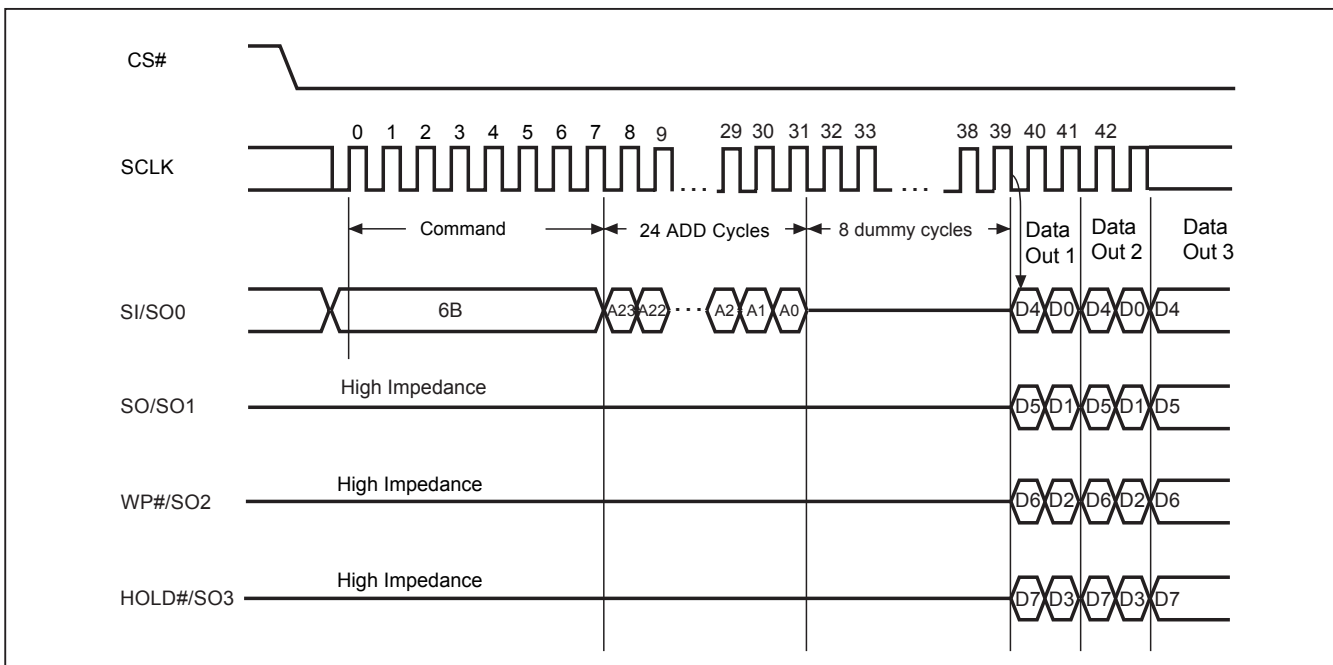 CS#
0 1 2 3 4 5 6 7 8 9 29 30 31 32 33 38 39 40 41 42
SCLK
... ...
Command 24 ADD Cycles 8 dummy cycles Data Out 1 Data Out 2 Data Out 3
SI/SO0 6B A23 A22 ... A2 A1 A0 D4 D0 D4 D0 D4
High Impedance
SO/SO1 D5 D1 D5 D1 D5
High Impedance
WP#/SO2 D6 D2 D6 D2 D6
High Impedance
HOLD#/SO3 D7 D3 D7 D3 D7